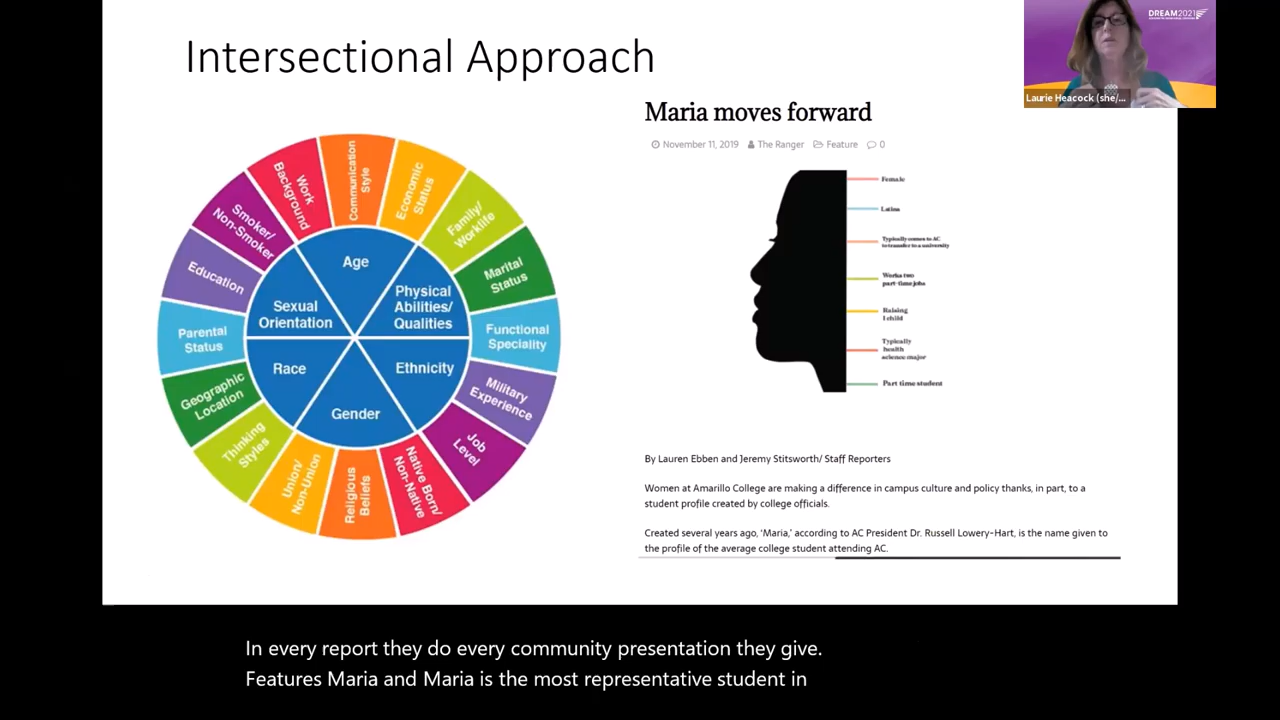 Intersectional Approach
DREAM2021
Laurie Heacock (she/...
Maria moves forward
November 11, 2019 The Ranger Feature 0
Work
Background
Communication
Style
Economic
Status
Family/
Worklife
Marital
Status
Functional
Speciality
Military
Experience
Job
Level
Native Born/
Non-Native
Religious
Beliefs
Union/
Non-Union
Thinking
Styles
Geographic
Location
Parental
Status
Education
Smoker/
Non-Smoker
Age
Physical
Abilities/
Qualities
Ethnicity
Gender
Race
Sexual
Orientation
Female
Latina
Typically comes to AC
to transfer to a university
Works two
part-time jobs
Raising
1 child
Typically
health
science major
Part time student
By Lauren Ebben and Jeremy Stitsworth/ Staff Reporters
Women at Amarillo College are making a difference in campus culture and policy thanks, in part, to a
student profile created by college officials.
Created several years ago, ‘Maria,’ according to AC President Dr. Russell Lowery-Hart, is the name given to
the profile of the average college student attending AC.
In every report they do every community presentation they give.
Features Maria and Maria is the most representative student in